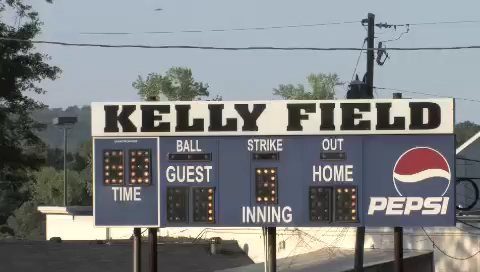 KELLY FIELD
BALL STRIKE OUT
GUEST HOME
TIME
INNING
PEPSI